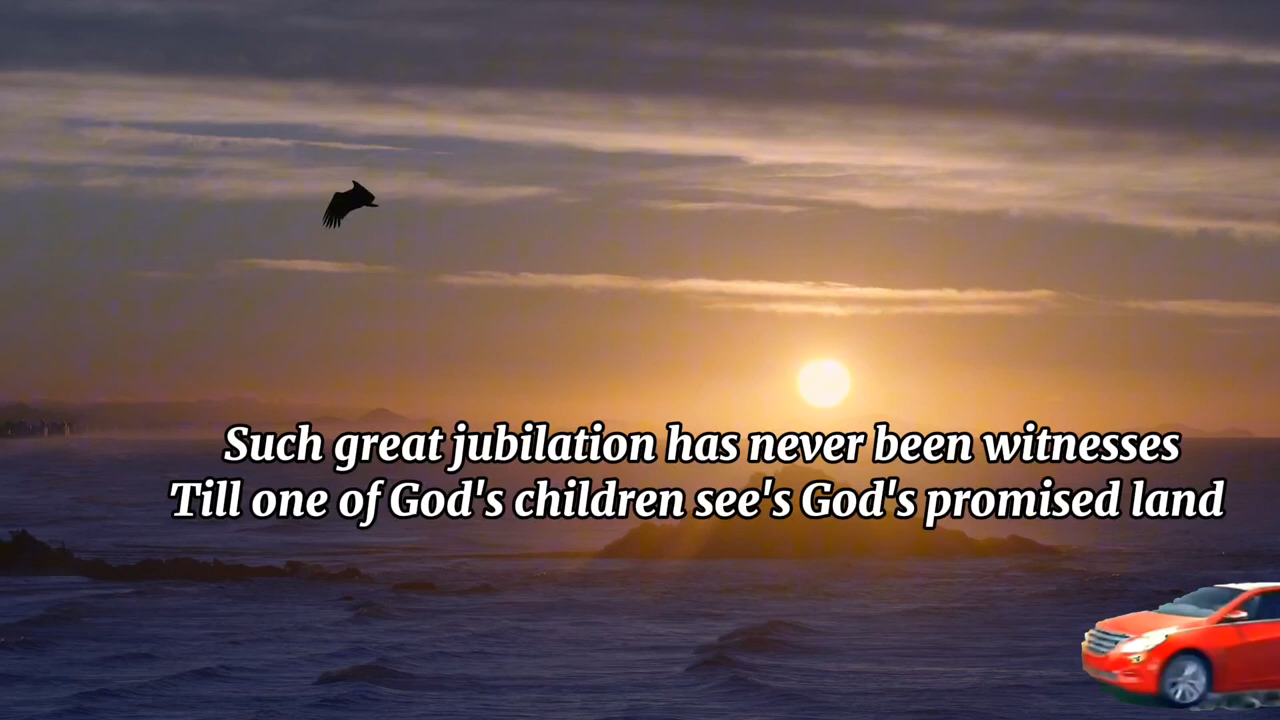 Such great jubilation has never been witnesses
Till one of God's children see's God's promised land